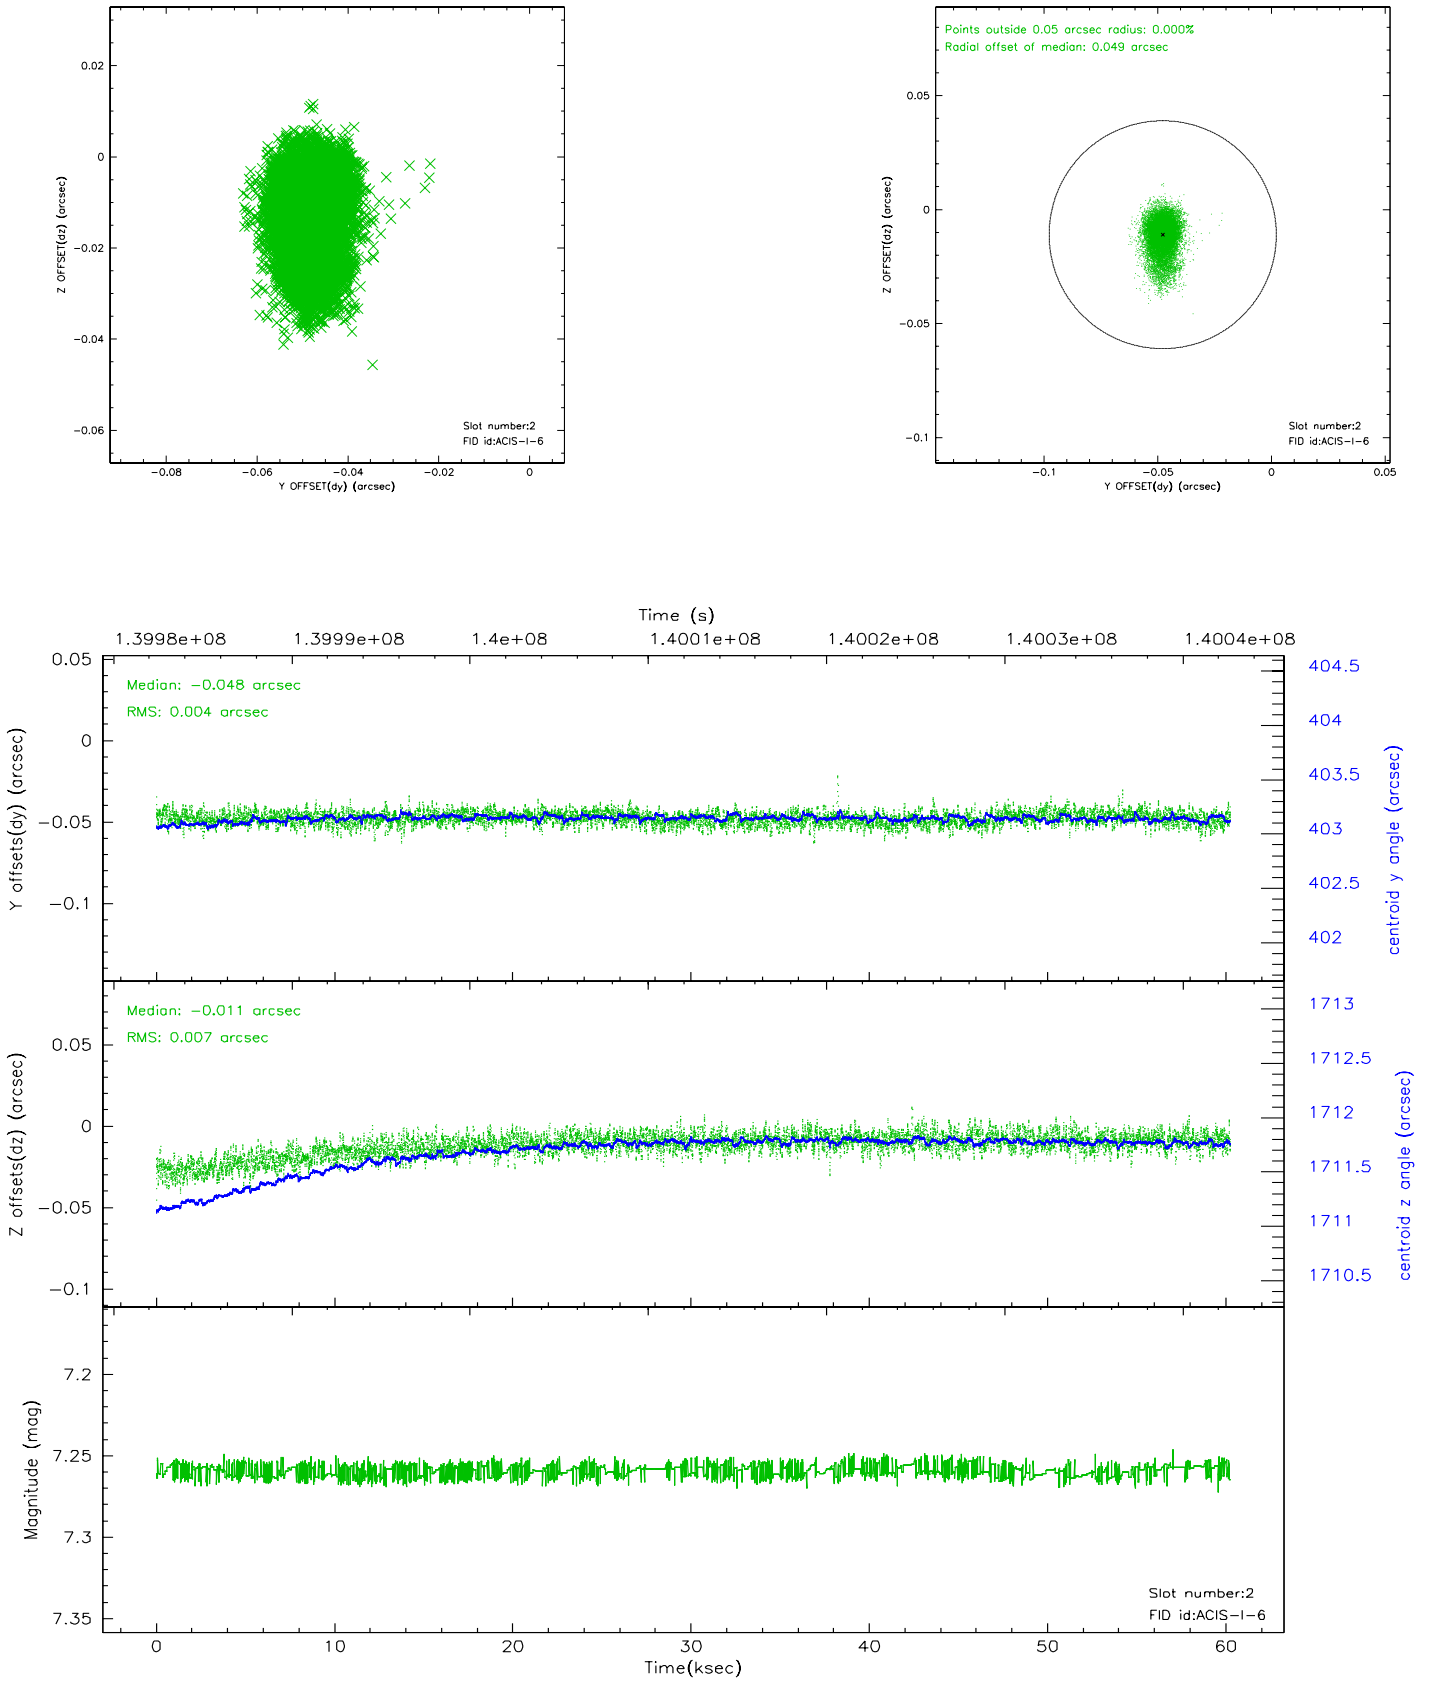 0.02
0
−0.02
−0.04
−0.06
Z OFFSET(dz) (arcsec)
Slot number:2
FID id:ACIS−I−6
−0.08 −0.06 −0.04 −0.02 0
Y OFFSET(dy) (arcsec)
Points outside 0.05 arcsec radius: 0.000%
Radial offset of median: 0.049 arcsec
0.05
0
−0.05
−0.1
Z OFFSET(dz) (arcsec)
Slot number:2
FID id:ACIS−I−6
−0.1 −0.05 0 0.05
Y OFFSET(dy) (arcsec)
Time (s)
1.3998e+08 1.3999e+08 1.4e+08 1.4001e+08 1.4002e+08 1.4003e+08 1.4004e+08
Median: −0.048 arcsec
RMS: 0.004 arcsec
0.05
0
−0.05
−0.1
Y offsets(dy) (arcsec)
404.5
404
403.5
403
402.5
402
centroid y angle (arcsec)
Median: −0.011 arcsec
RMS: 0.007 arcsec
0.05
0
−0.05
−0.1
Z offsets(dz) (arcsec)
1713
1712.5
1712
1711.5
1711
1710.5
centroid z angle (arcsec)
7.2
7.25
7.3
7.35
Magnitude (mag)
Slot number:2
FID id:ACIS−I−6
0 10 20 30 40 50 60
Time(ksec)